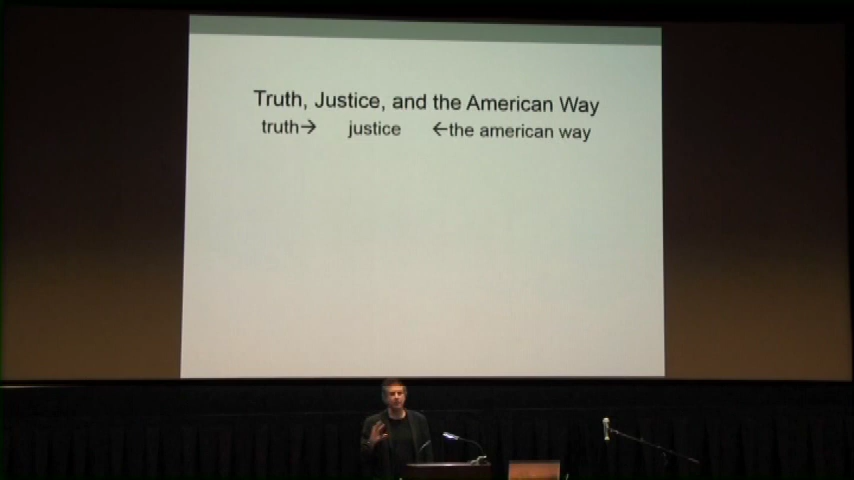 Truth, Justice, and the American Way
truth→ justice ←the american way